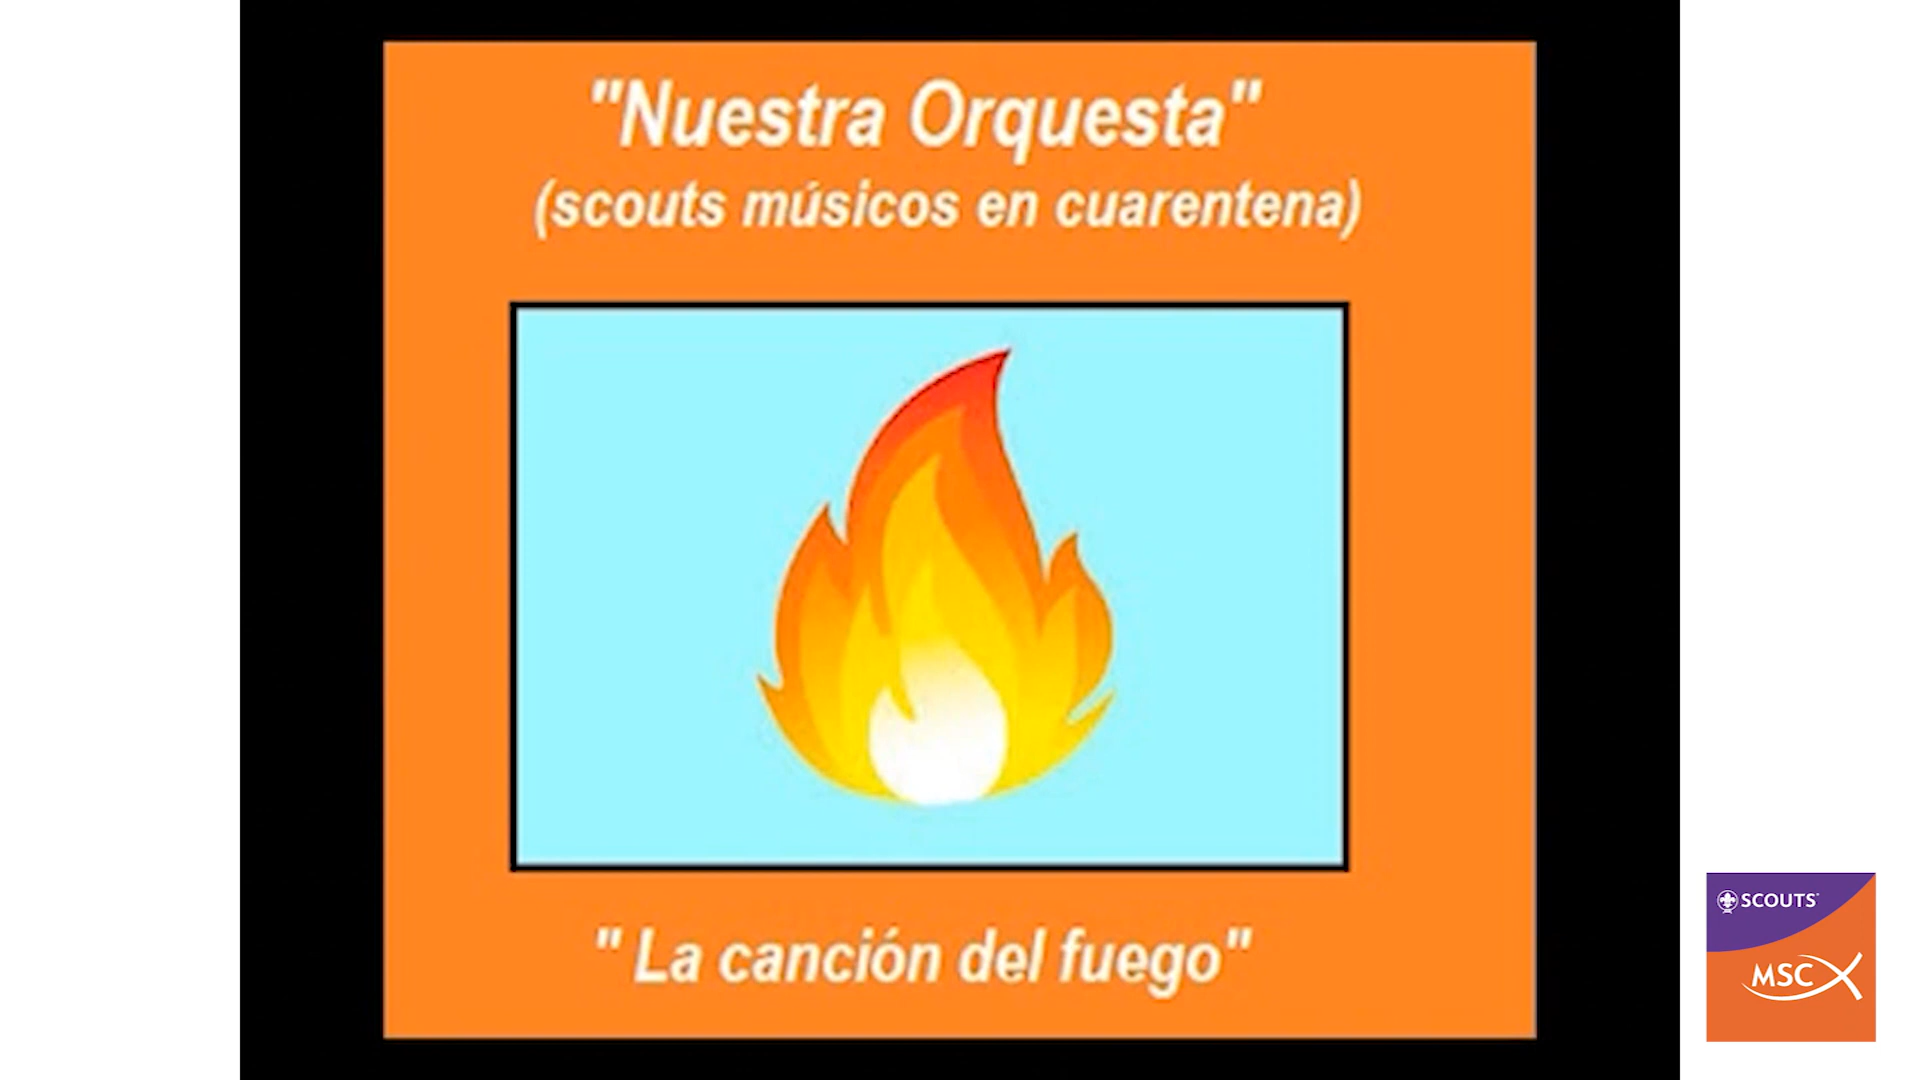 "Nuestra Orquesta"
(scouts músicos en cuarentena)
" La canción del fuego"
SCOUTS
MSC